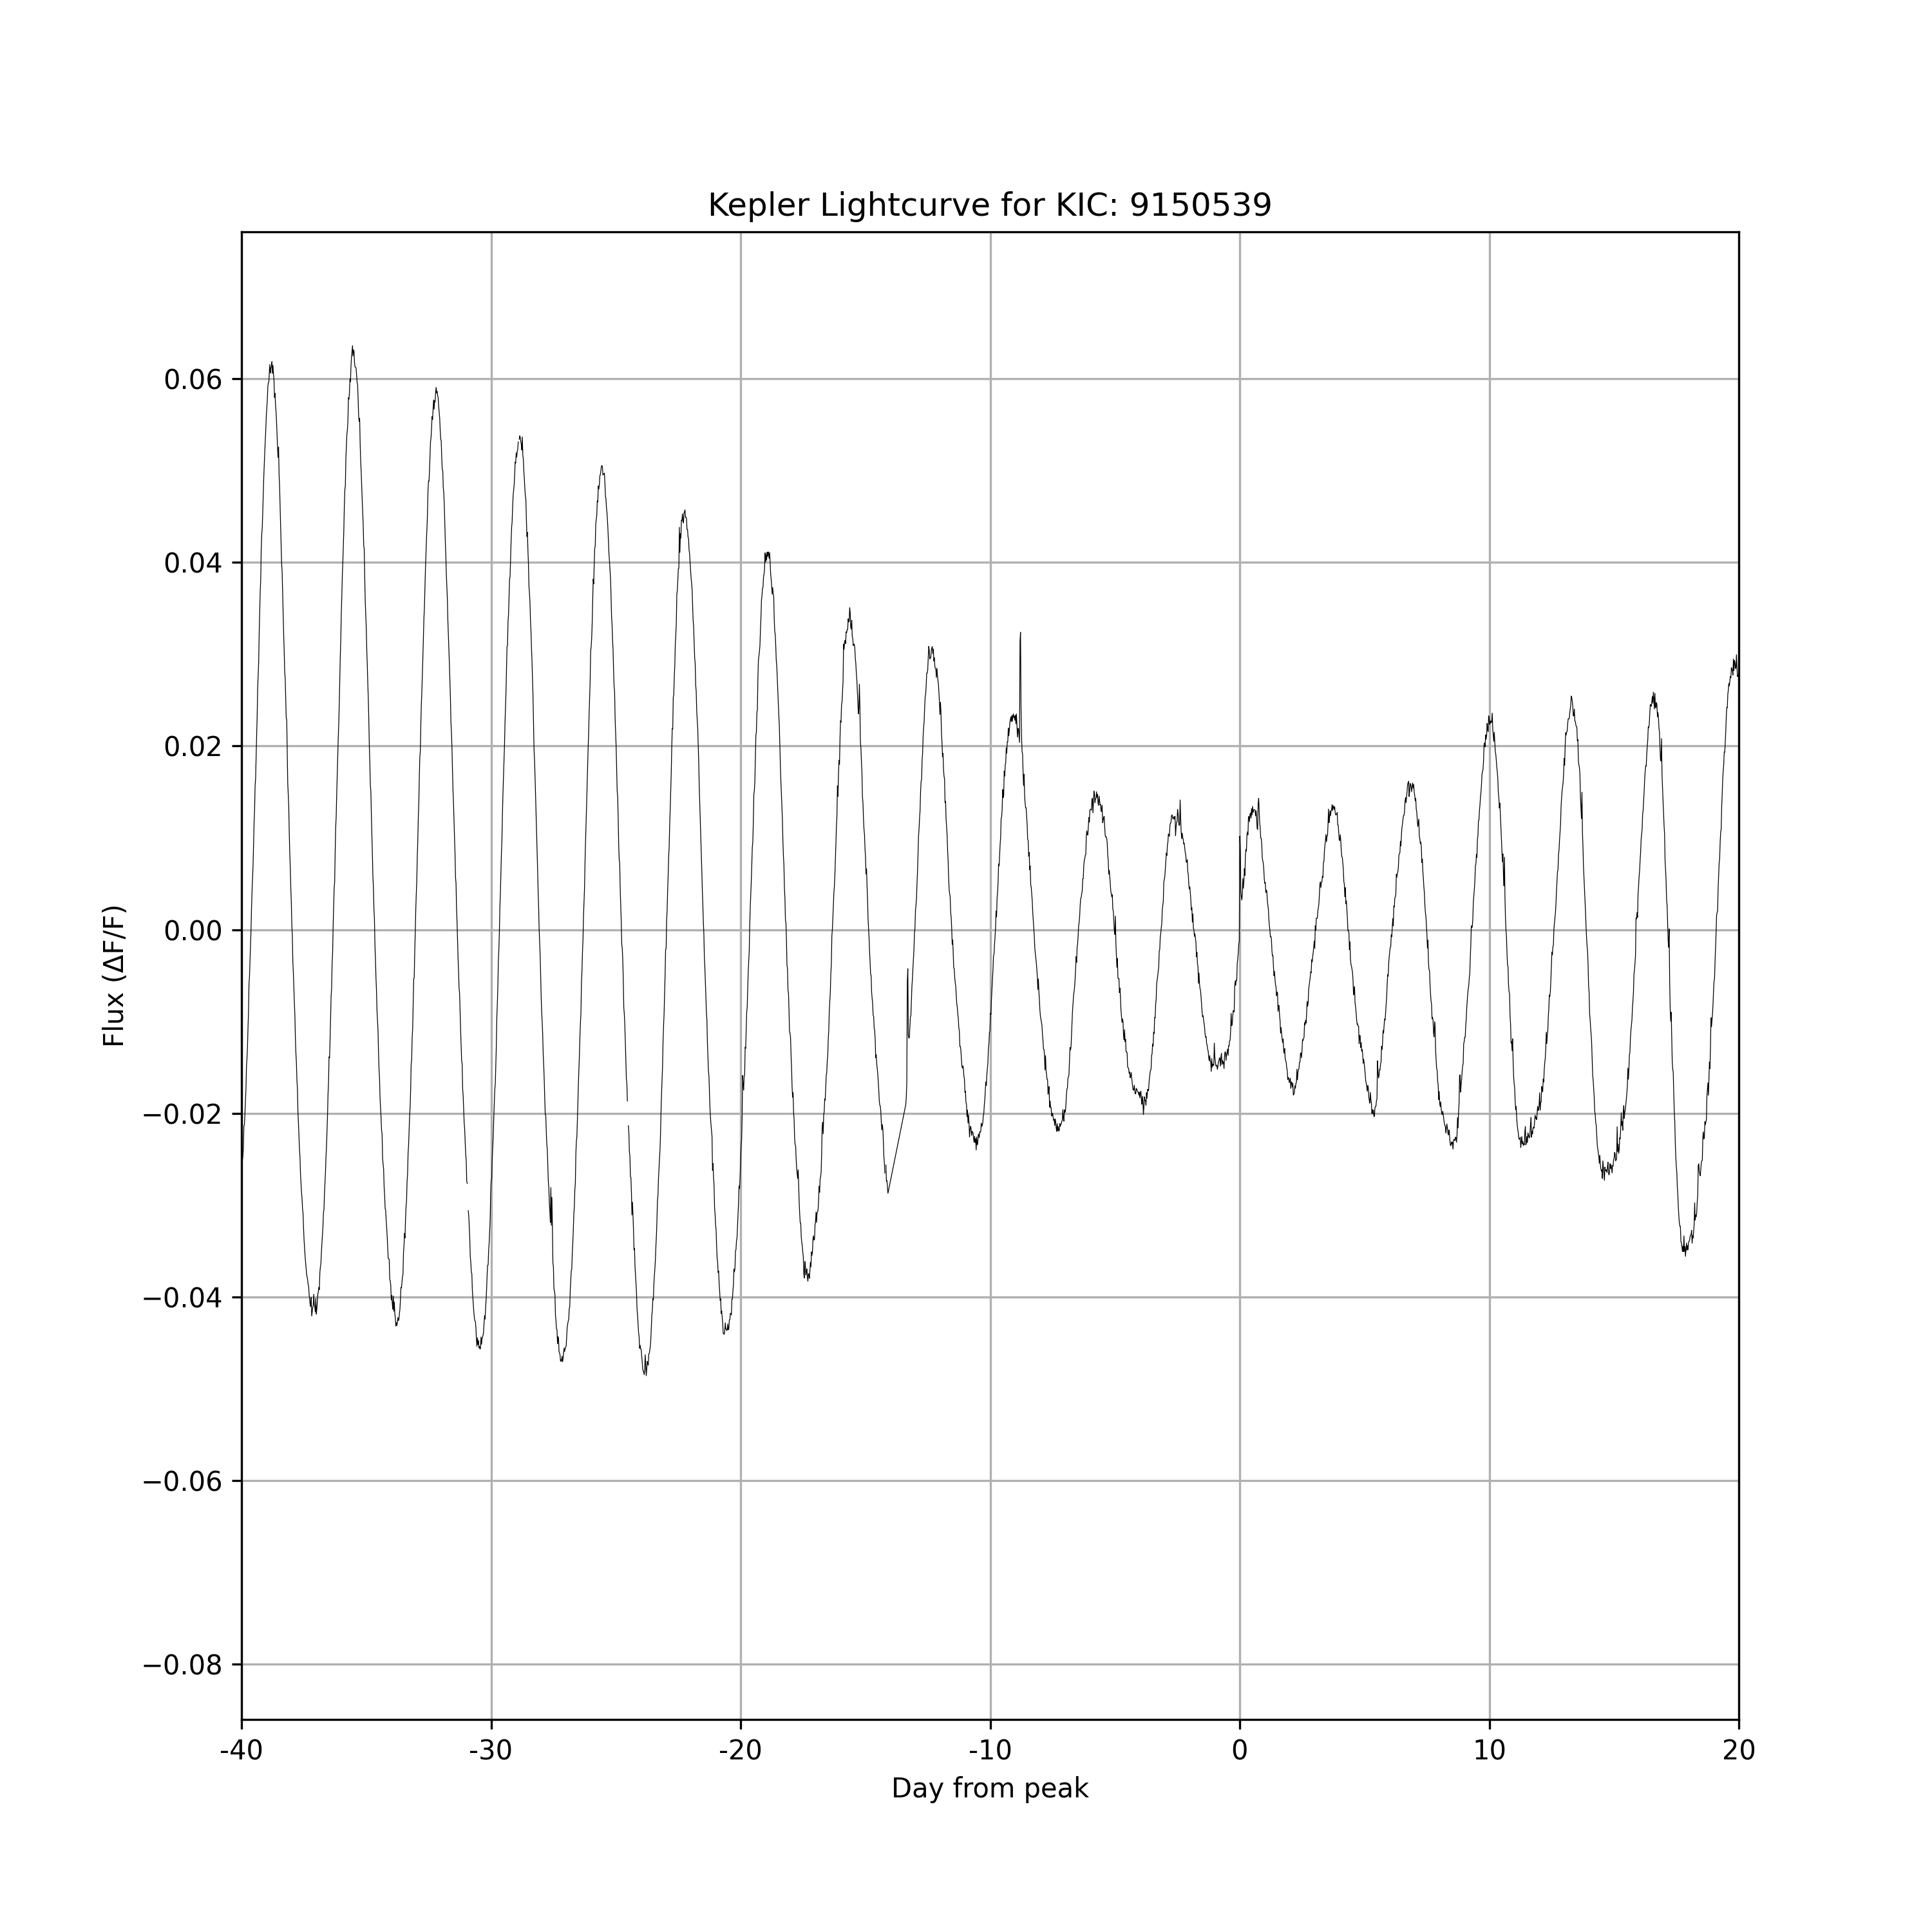 Kepler Lightcurve for KIC: 9150539
0.06
0.04
0.02
0.00
−0.02
−0.04
−0.06
−0.08
Flux (ΔF/F)
-40 -30 -20 -10 0 10 20
Day from peak